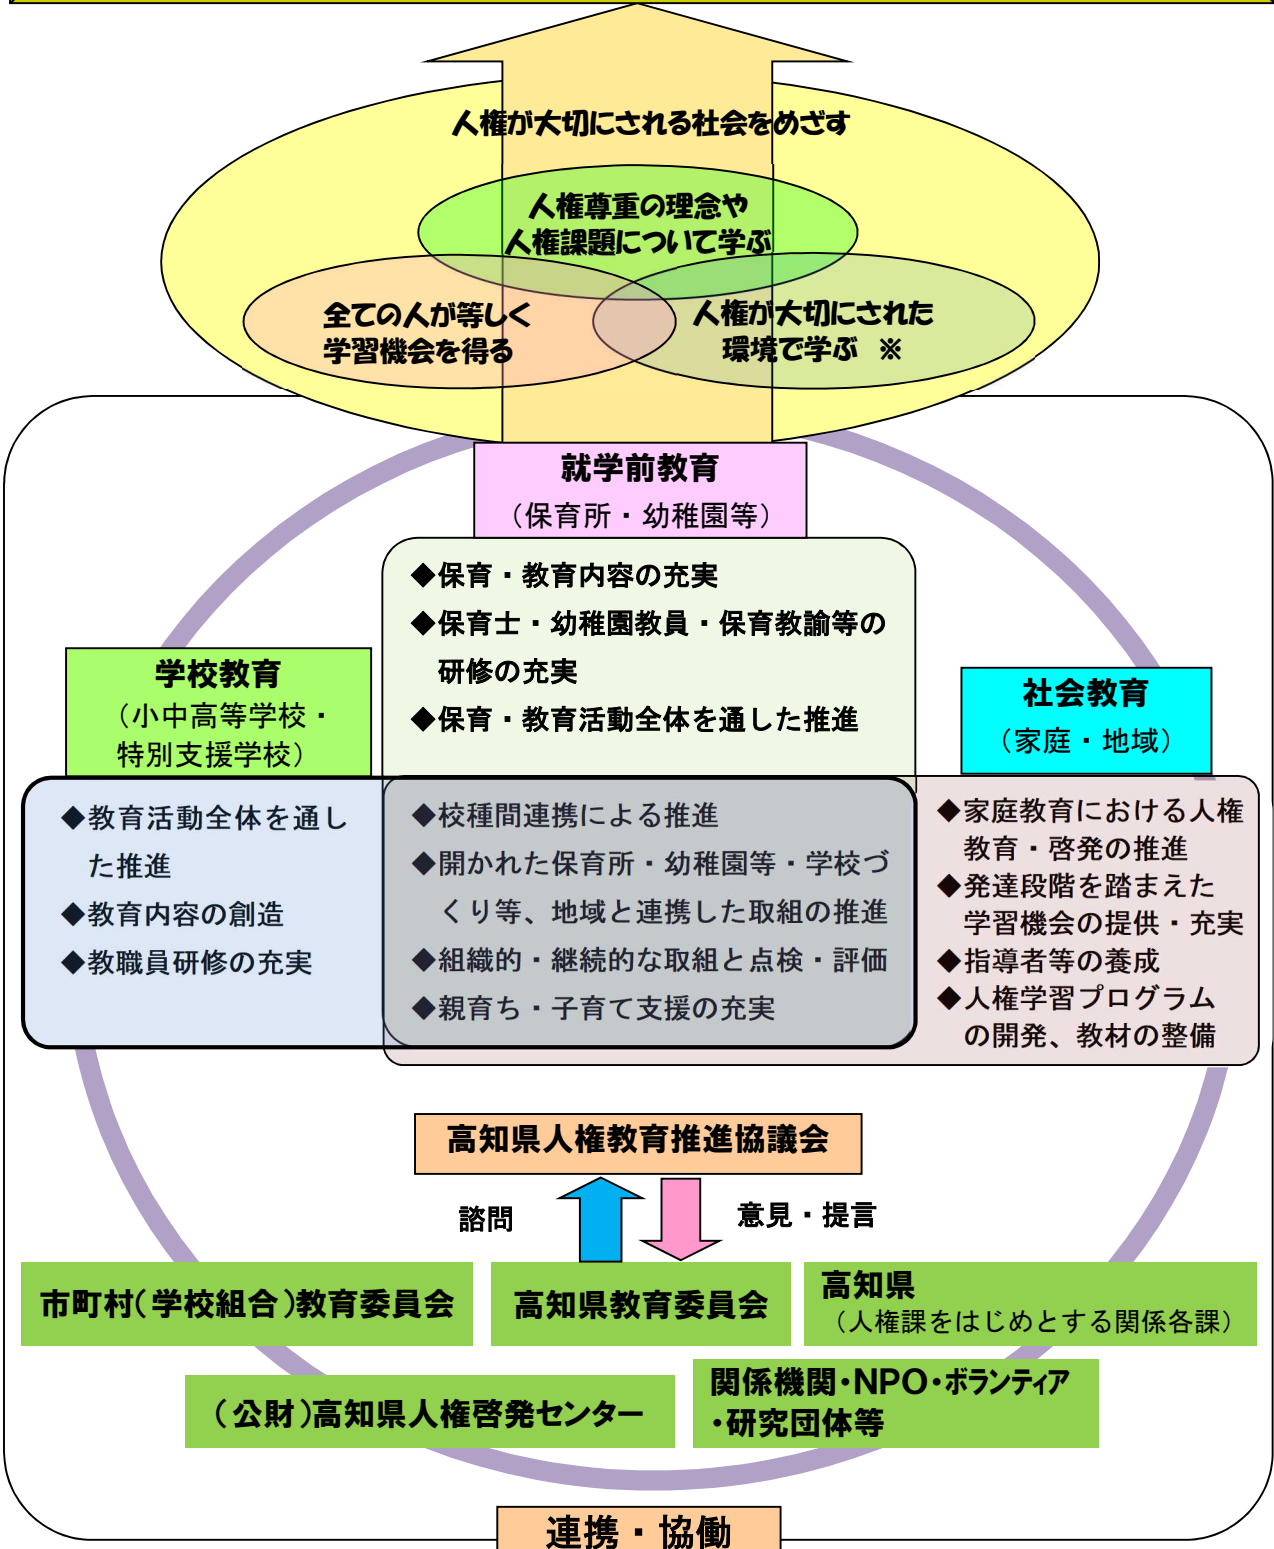 人権が大切にされる社会をめざす
人権尊重の理念や
人権課題について学ぶ
全ての人が等しく
学習機会を得る
人権が大切にされた
環境で学ぶ ※
就学前教育
（保育所・幼稚園等）
◆保育・教育内容の充実
◆保育士・幼稚園教員・保育教諭等の
研修の充実
◆保育・教育活動全体を通した推進
学校教育
（小中高等学校・
特別支援学校）
社会教育
（家庭・地域）
◆教育活動全体を通し
た推進
◆教育内容の創造
◆教職員研修の充実
◆校種間連携による推進
◆開かれた保育所・幼稚園等・学校づ
くり等、地域と連携した取組の推進
◆組織的・継続的な取組と点検・評価
◆親育ち・子育て支援の充実
◆家庭教育における人権
教育・啓発の推進
◆発達段階を踏まえた
学習機会の提供・充実
◆指導者等の養成
◆人権学習プログラム
の開発、教材の整備
高知県人権教育推進協議会
諮問
意見・提言
市町村（学校組合）教育委員会
高知県教育委員会
高知県
（人権課をはじめとする関係各課）
（公財）高知県人権啓発センター
関係機関・NPO・ボランティア
・研究団体等
連携・協働